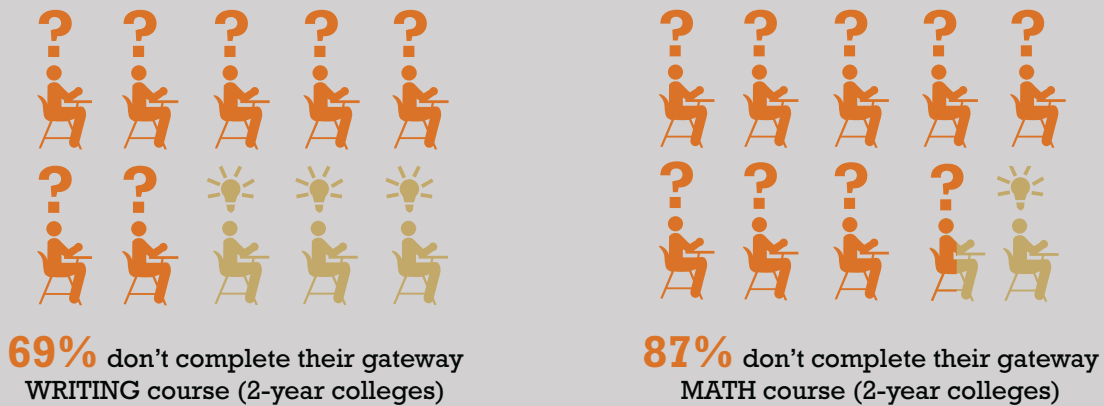 69% don't complete their gateway
WRITING course (2-year colleges)
87% don't complete their gateway
MATH course (2-year colleges)